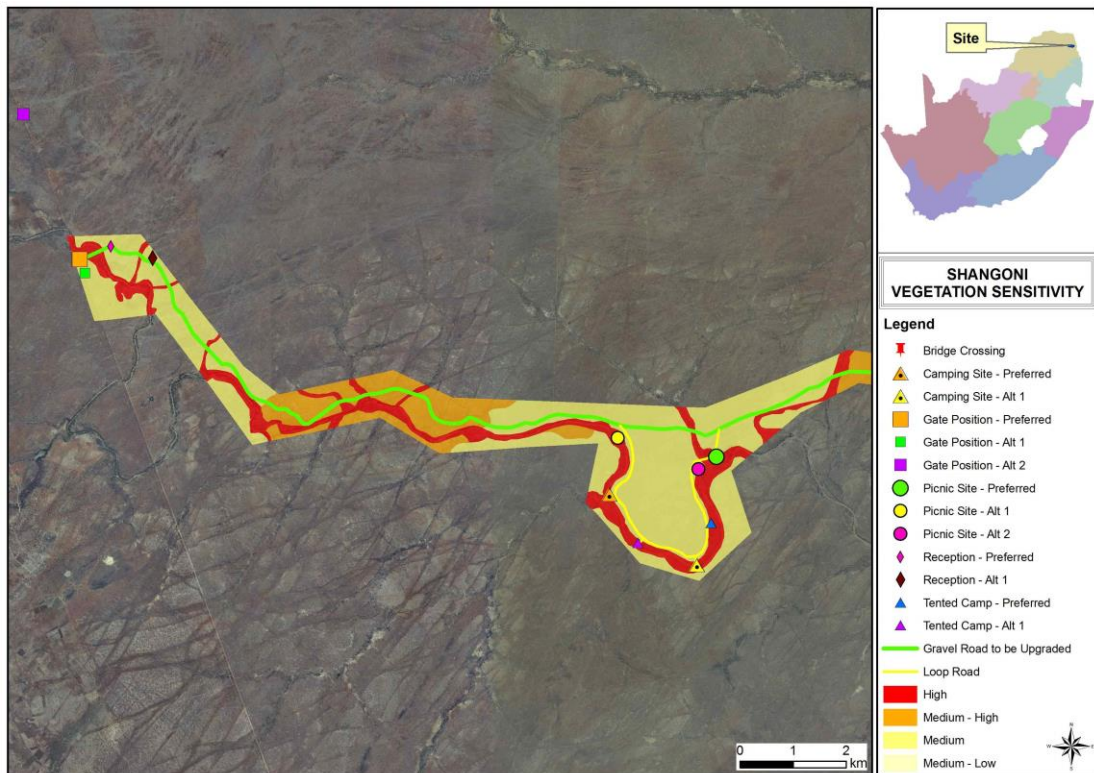 Site
SHANGONI
VEGETATION SENSITIVITY
Legend
Bridge Crossing
Camping Site - Preferred
Camping Site - Alt 1
Gate Position - Preferred
Gate Position - Alt 1
Gate Position - Alt 2
Picnic Site - Preferred
Picnic Site - Alt 1
Picnic Site - Alt 2
Reception - Preferred
Reception - Alt 1
Tented Camp - Preferred
Tented Camp - Alt 1
Gravel Road to be Upgraded
Loop Road
High
Medium - High
Medium
Medium - Low
N
W E
S
0 1 2
km